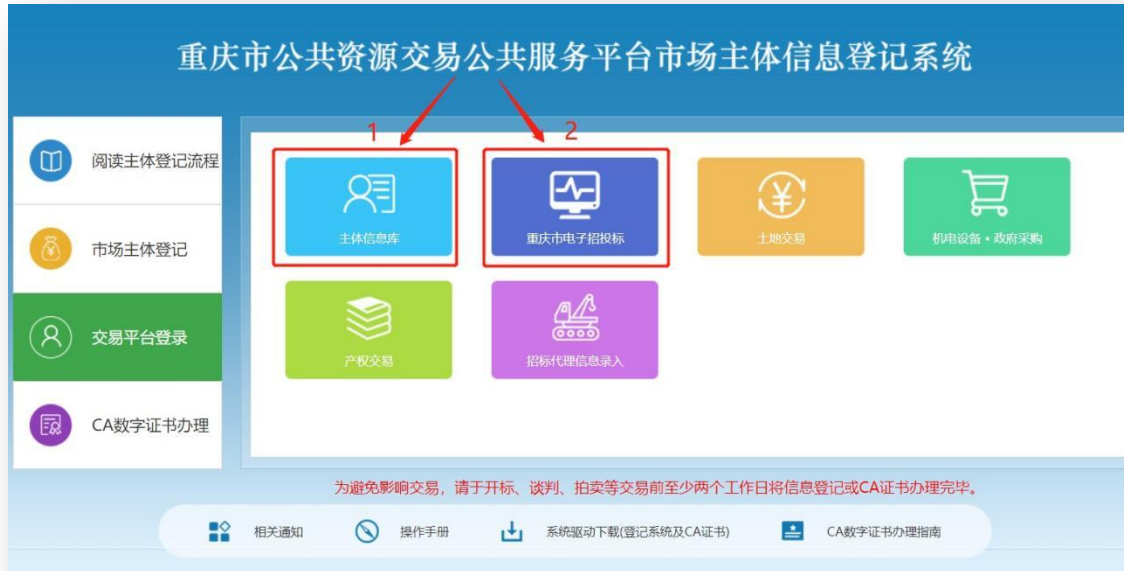 重庆市公共资源交易公共服务平台市场主体信息登记系统
1
2
阅读主体登记流程
市场主体登记
交易平台登录
CA数字证书办理
主体信息库
重庆市电子招投标
土地交易
机电设备•政府采购
产权交易
招标代理信息录入
为避免影响交易，请于开标、谈判、拍卖等交易前至少两个工作日将信息登记或CA证书办理完毕。
相关通知
操作手册
系统驱动下载(登记系统及CA证书)
CA数字证书办理指南